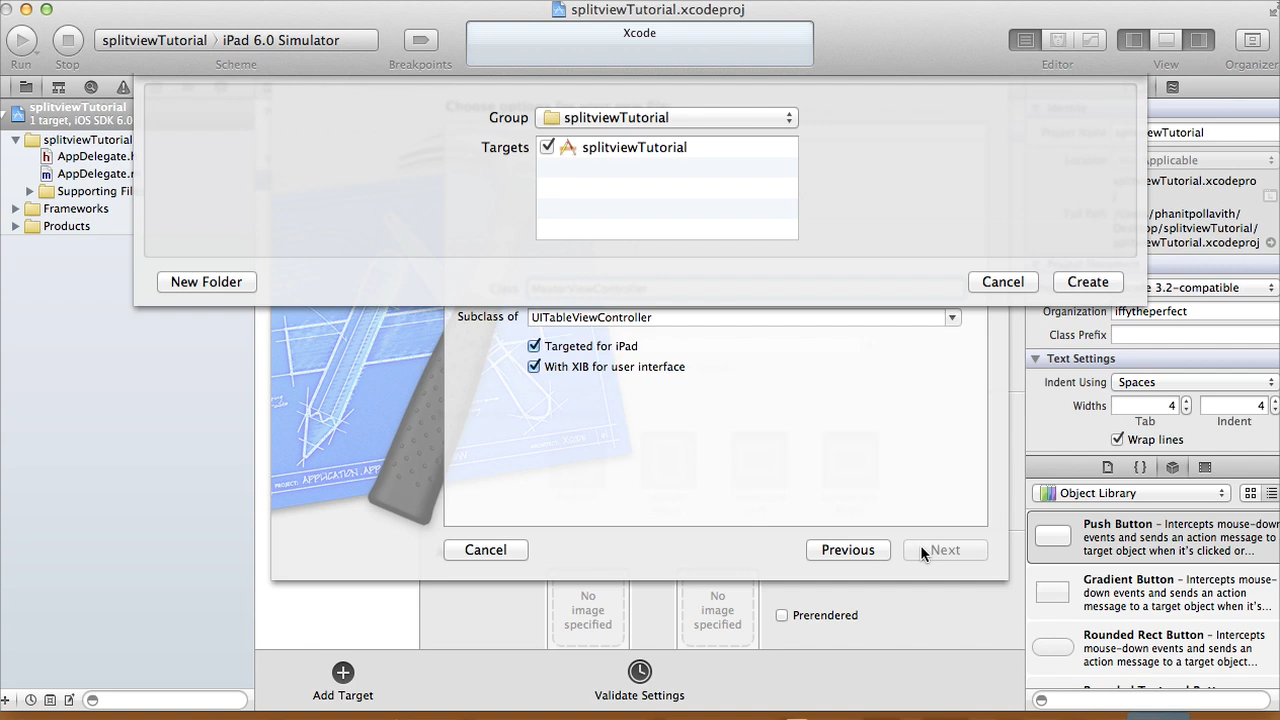 splitviewTutorial.xcodeproj
splitviewTutorial › iPad 6.0 Simulator
Xcode
Run
Stop
Scheme
Breakpoints
Editor
View
Organizer
splitviewTutorial
1 target, iOS SDK 6.0
splitviewTutorial
AppDelegate.h
AppDelegate.m
Supporting Fil
Frameworks
Products
Group
splitviewTutorial
Targets
splitviewTutorial
New Folder
Cancel
Create
Class
MasterViewController
Subclass of
UITableViewController
Targeted for iPad
With XIB for user interface
Cancel
Previous
Next
No
image
specified
No
image
specified
Prerendered
Add Target
Validate Settings
Applicable
splitviewTutorial.xcodeproj
/phanitpollavith/
splitviewTutorial/
splitviewTutorial.xcodeproj
3.2-compatible
Organization
iffytheperfect
Class Prefix
Text Settings
Indent Using
Spaces
Widths
4
4
Tab
Indent
Wrap lines
{ }
Object Library
Push Button – Intercepts mouse-down
events and sends an action message to a
target object when it's clicked or...
Gradient Button – Intercepts mouse-
down events and sends an action
message to a target object when it's...
Rounded Rect Button – Intercepts
mouse-down events and sends an
action message to a target object...